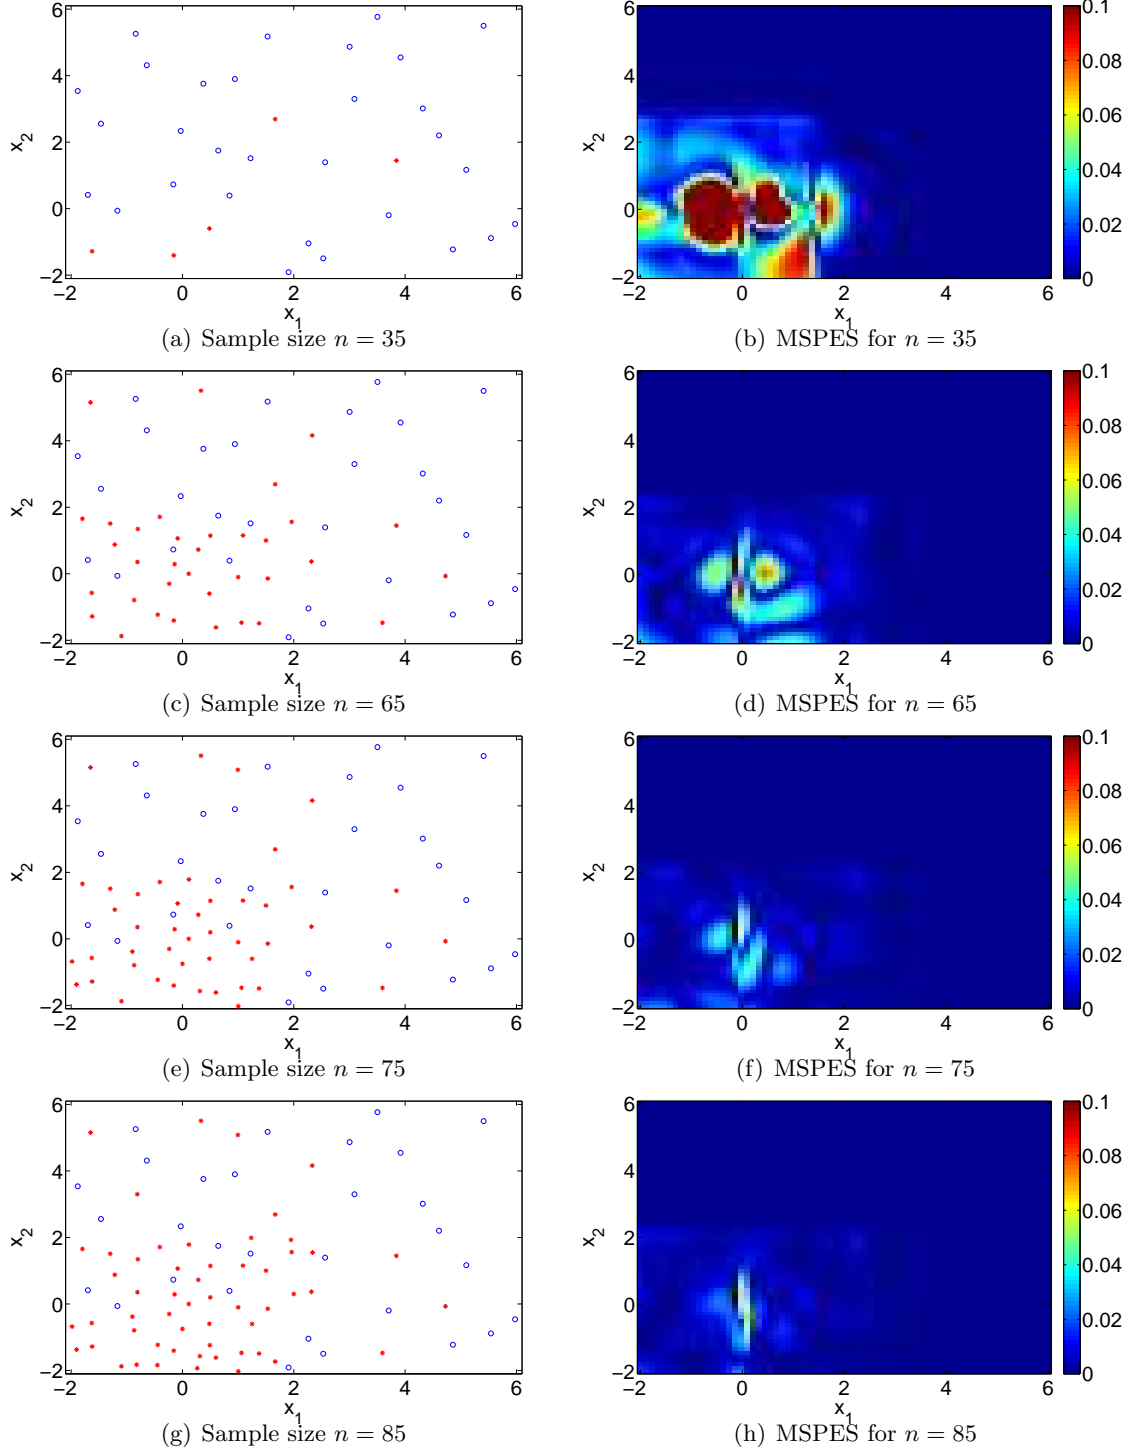 6
4
2
0
−2
x2
−2 0 2 4 6
x1
(a) Sample size n = 35
6
4
2
0
−2
x2
−2 0 2 4 6
x1
0.1
0.08
0.06
0.04
0.02
0
(b) MSPES for n = 35
6
4
2
0
−2
x2
−2 0 2 4 6
x1
(c) Sample size n = 65
6
4
2
0
−2
x2
−2 0 2 4 6
x1
0.1
0.08
0.06
0.04
0.02
0
(d) MSPES for n = 65
6
4
2
0
−2
x2
−2 0 2 4 6
x1
(e) Sample size n = 75
6
4
2
0
−2
x2
−2 0 2 4 6
x1
0.1
0.08
0.06
0.04
0.02
0
(f) MSPES for n = 75
6
4
2
0
−2
x2
−2 0 2 4 6
x1
(g) Sample size n = 85
6
4
2
0
−2
x2
−2 0 2 4 6
x1
0.1
0.08
0.06
0.04
0.02
0
(h) MSPES for n = 85